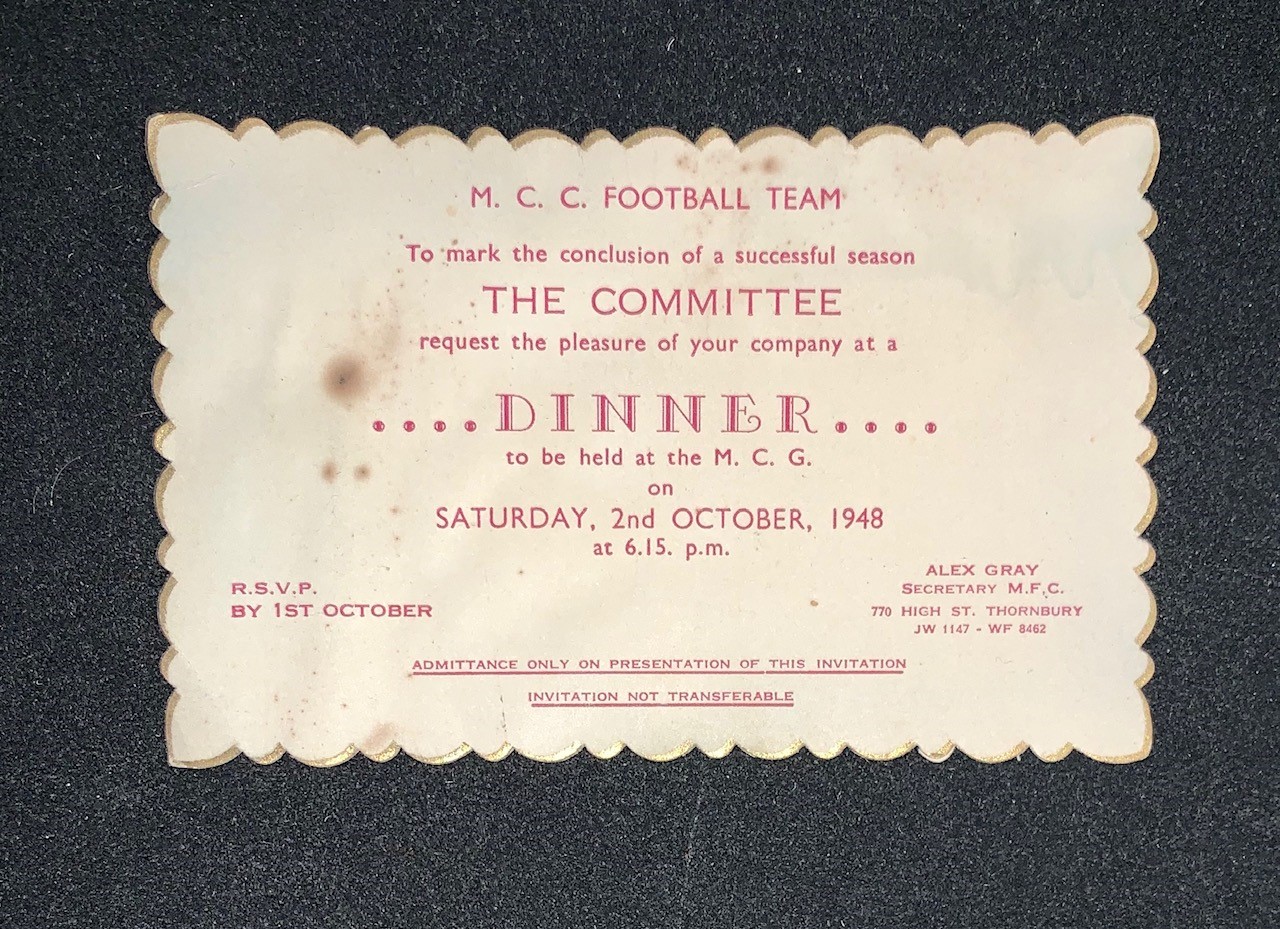 M. C. C. FOOTBALL TEAM
To mark the conclusion of a successful season
THE COMMITTEE
request the pleasure of your company at a
....DINNER....
to be held at the M. C. G.
on
SATURDAY, 2nd OCTOBER, 1948
at 6.15. p.m.
R.S.V.P.
BY 1ST OCTOBER
ALEX GRAY
SECRETARY M.F.C.
770 HIGH ST. THORNBURY
JW 1147 - WF 8462
ADMITTANCE ONLY ON PRESENTATION OF THIS INVITATION
INVITATION NOT TRANSFERABLE